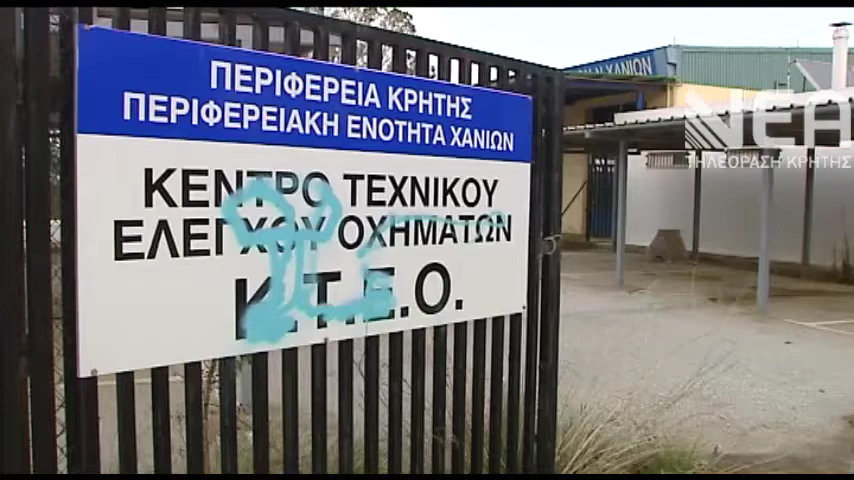 ΠΕΡΙΦΕΡΕΙΑ ΚΡΗΤΗΣ
ΠΕΡΙΦΕΡΕΙΑΚΗ ΕΝΟΤΗΤΑ ΧΑΝΙΩΝ
ΚΕΝΤΡΟ ΤΕΧΝΙΚΟΥ
ΕΛΕΓΧΟΥ ΟΧΗΜΑΤΩΝ
Κ.Τ.Ε.Ο.
Ν. ΧΑΝΙΩΝ
ΝΕΑ
ΤΗΛΕΟΡΑΣΗ ΚΡΗΤΗΣ